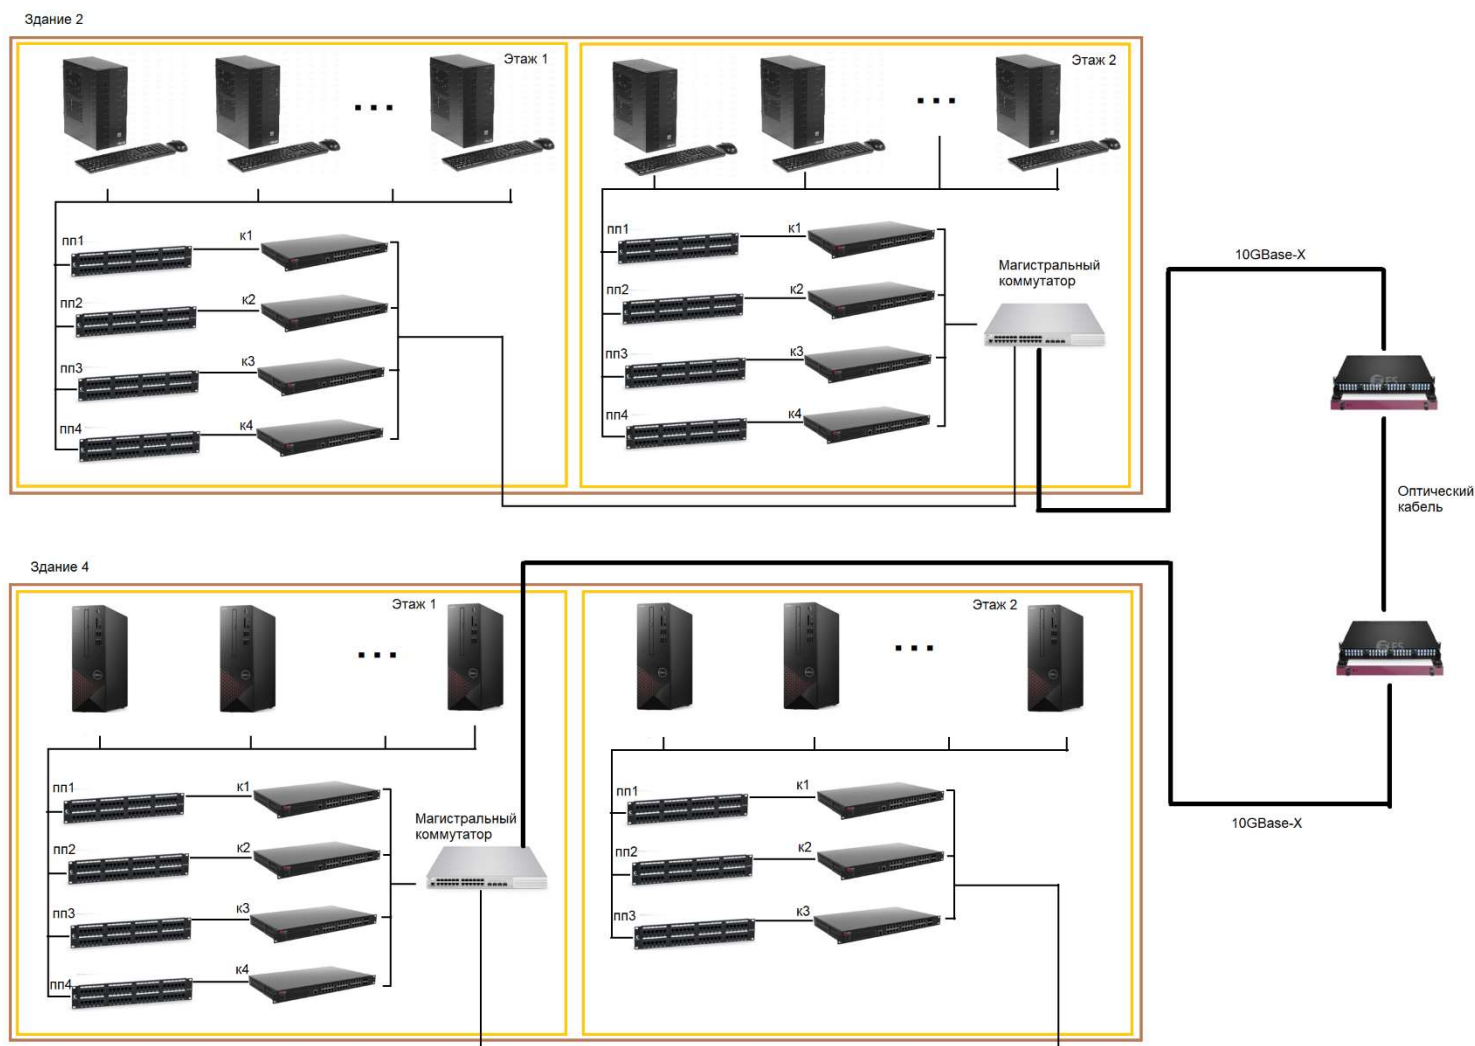 Здание 2
Этаж 1
пп1
к1
пп2
к2
пп3
к3
пп4
к4
Этаж 2
пп1
к1
пп2
к2
пп3
к3
пп4
к4
Магистральный
коммутатор
10GBase-X
FS
Оптический
кабель
Здание 4
Этаж 1
пп1
к1
пп2
к2
пп3
к3
пп4
к4
Магистральный
коммутатор
Этаж 2
пп1
к1
пп2
к2
пп3
к3
FS
10GBase-X